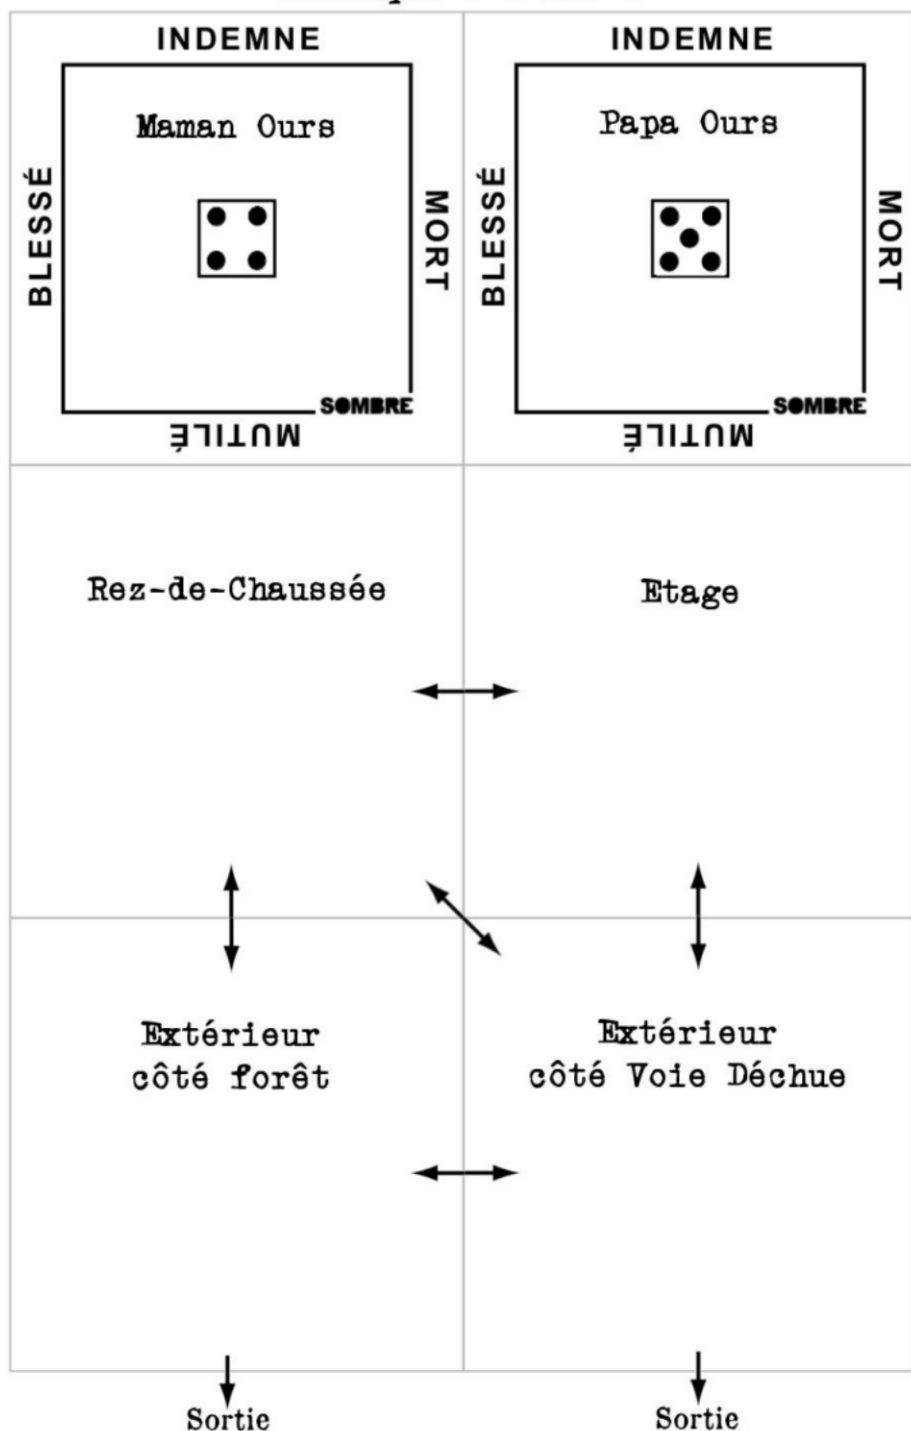 INDEMNE
INDEMNE
Maman Ours
Papa Ours
BLESSÉ
MORT
BLESSÉ
MORT
SOMBRE
SOMBRE
MUTILÉ
MUTILÉ
Rez-de-Chaussée
Etage
Extérieur
côté forêt
Extérieur
côté Voie Déchue
Sortie
Sortie